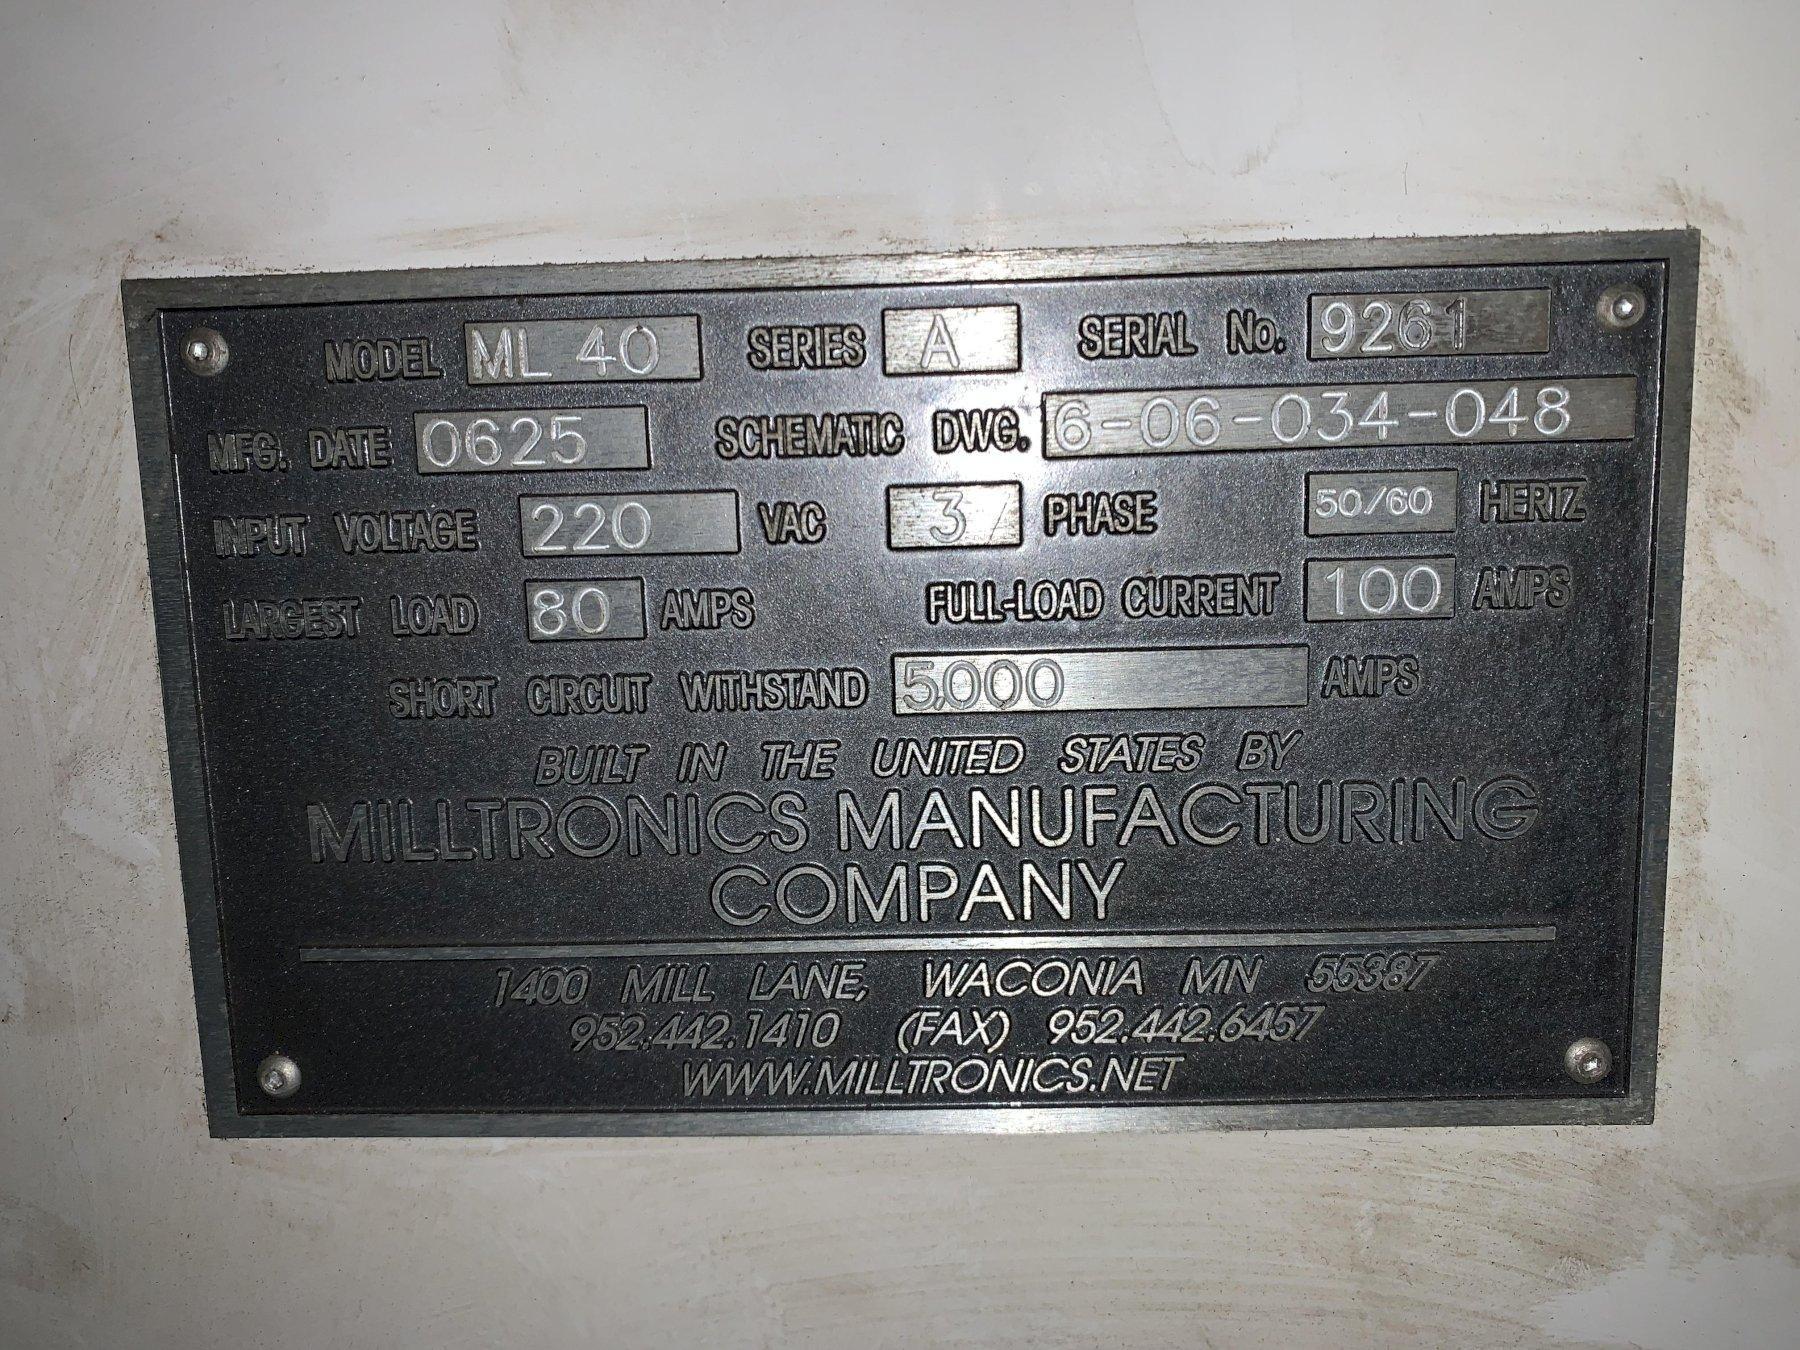 MODEL ML 40 SERIES A SERIAL No. 9261
MFG. DATE 0625 SCHEMATIC DWG. 6-06-034-048
INPUT VOLTAGE 220 VAC 3/ PHASE 50/60 HERTZ
LARGEST LOAD 80 AMPS FULL-LOAD CURRENT 100 AMPS
SHORT CIRCUIT WITHSTAND 5,000 AMPS
BUILT IN THE UNITED STATES BY
MILLTRONICS MANUFACTURING
COMPANY
1400 MILL LANE, WACONIA MN 55387
952.442.1410 (FAX) 952.442.6457
WWW.MILLTRONICS.NET